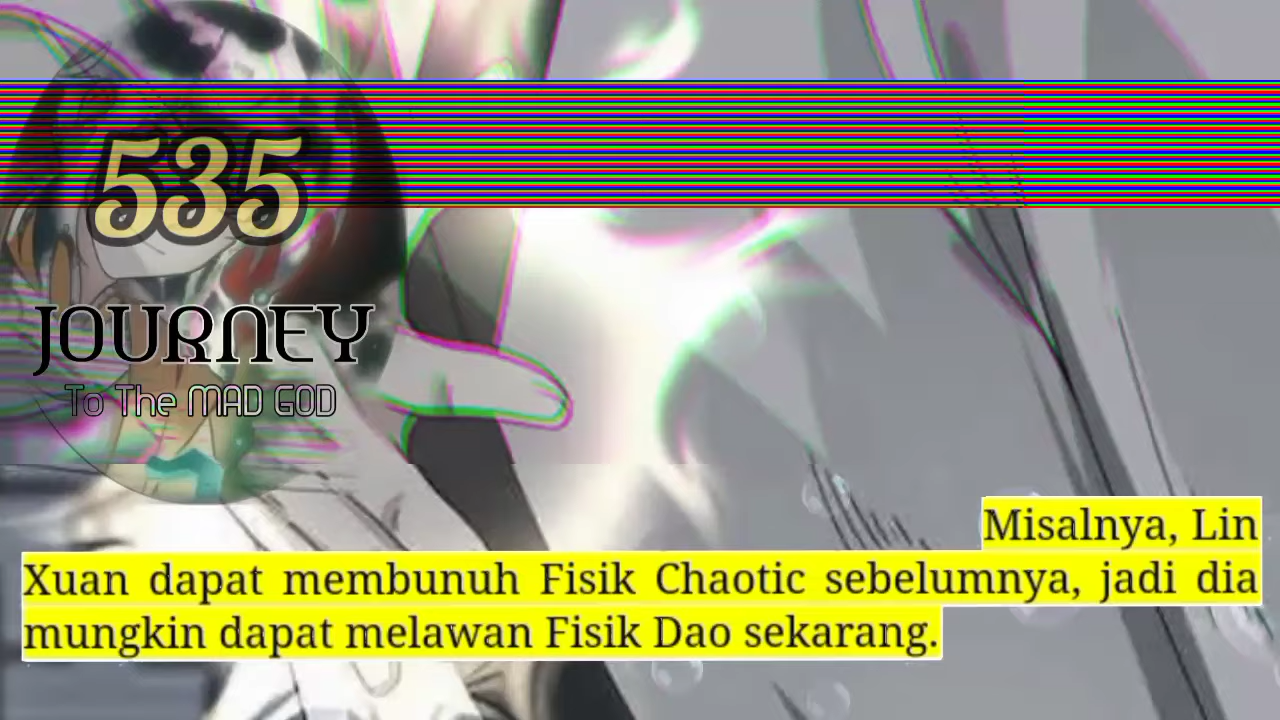 535
JOURNEY
To The MAD GOD
Misalnya, Lin
Xuan dapat membunuh Fisik Chaotic sebelumnya, jadi dia
mungkin dapat melawan Fisik Dao sekarang.